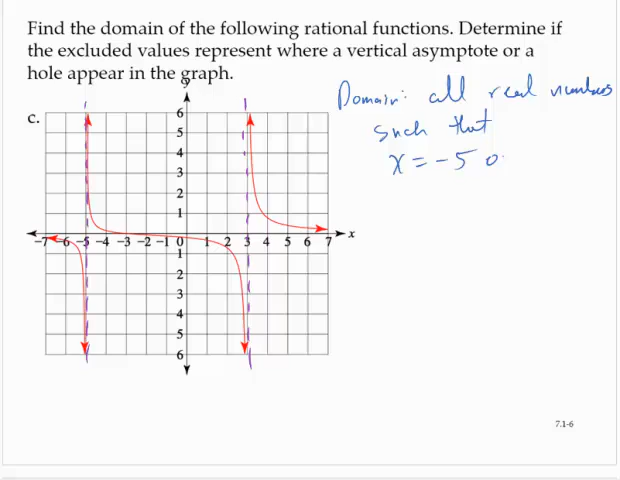 Find the domain of the following rational functions. Determine if
the excluded values represent where a vertical asymptote or a
hole appear in the graph.
Domain: all real numbers
such that
x = -5 o
c.
y
6
5
4
3
2
1
-7 -6 -5 -4 -3 -2 -1 0 1 2 3 4 5 6 7 x
1
2
3
4
5
6
7.1-6